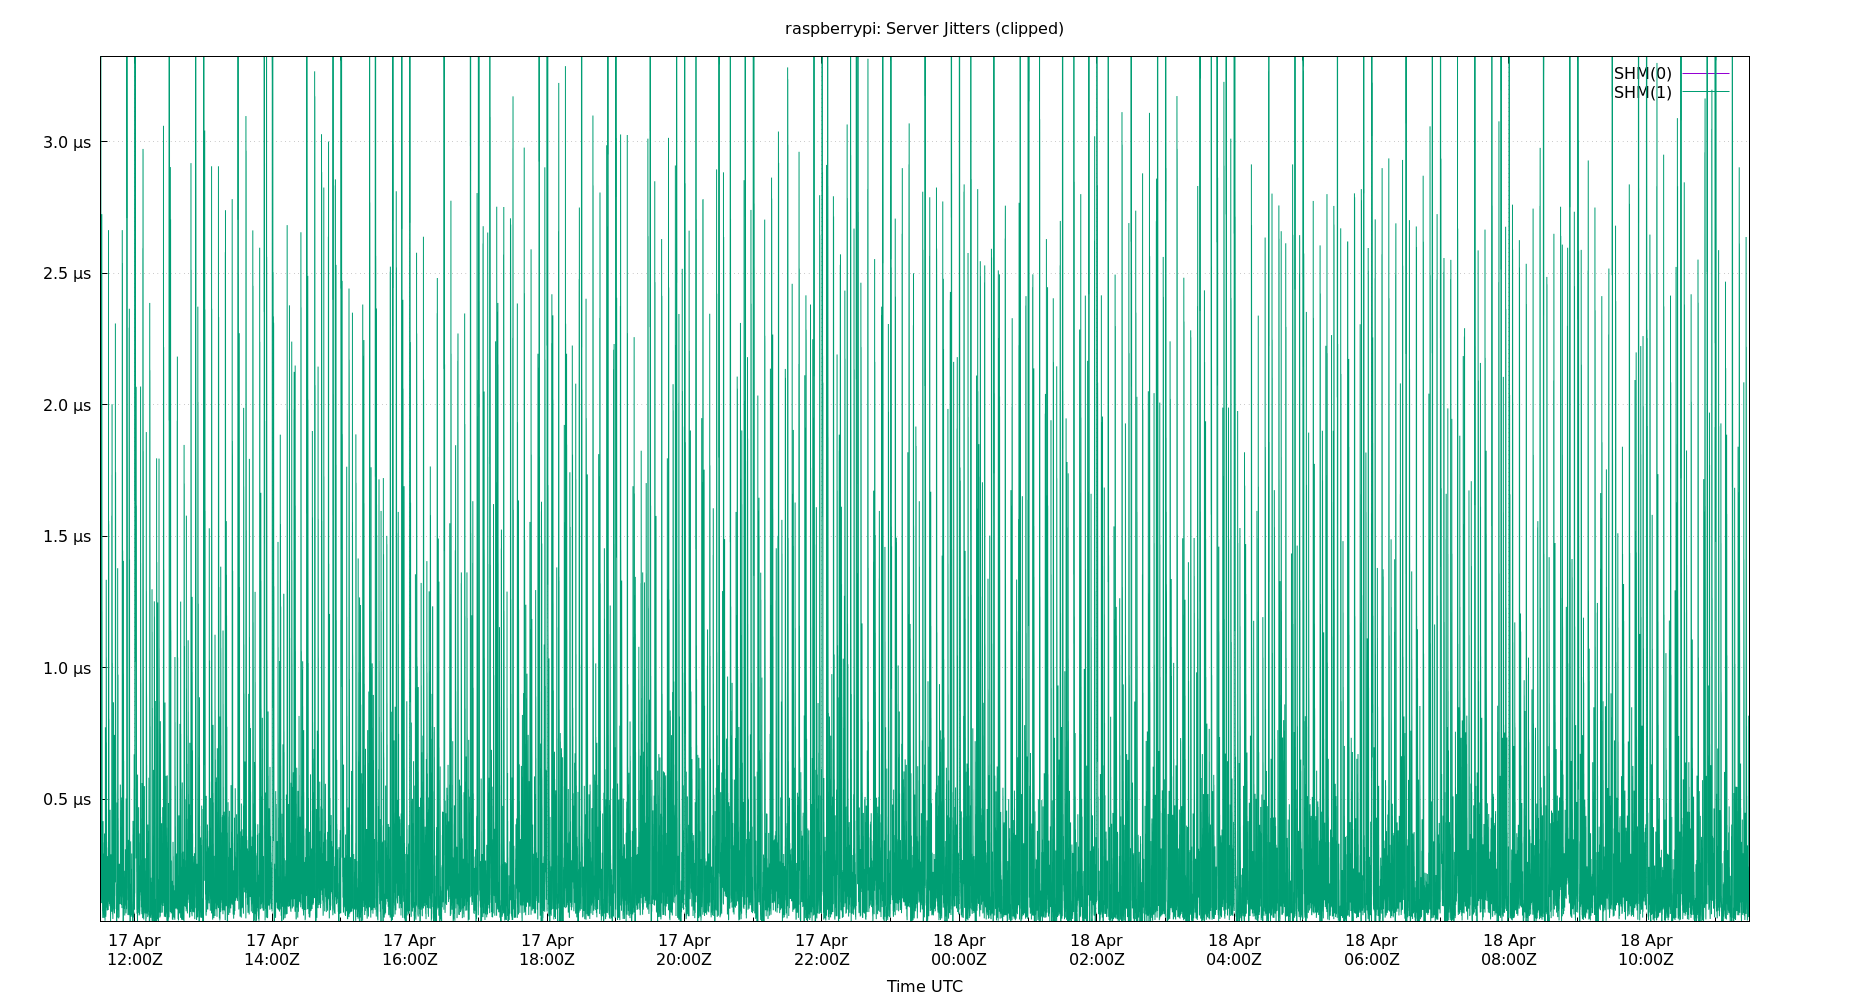 raspberrypi: Server Jitters (clipped)
SHM(0)
SHM(1)
3.0 µs
2.5 µs
2.0 µs
1.5 µs
1.0 µs
0.5 µs
17 Apr 17 Apr 17 Apr 17 Apr 17 Apr 17 Apr 18 Apr 18 Apr 18 Apr 18 Apr 18 Apr 18 Apr
12:00Z 14:00Z 16:00Z 18:00Z 20:00Z 22:00Z 00:00Z 02:00Z 04:00Z 06:00Z 08:00Z 10:00Z
Time UTC